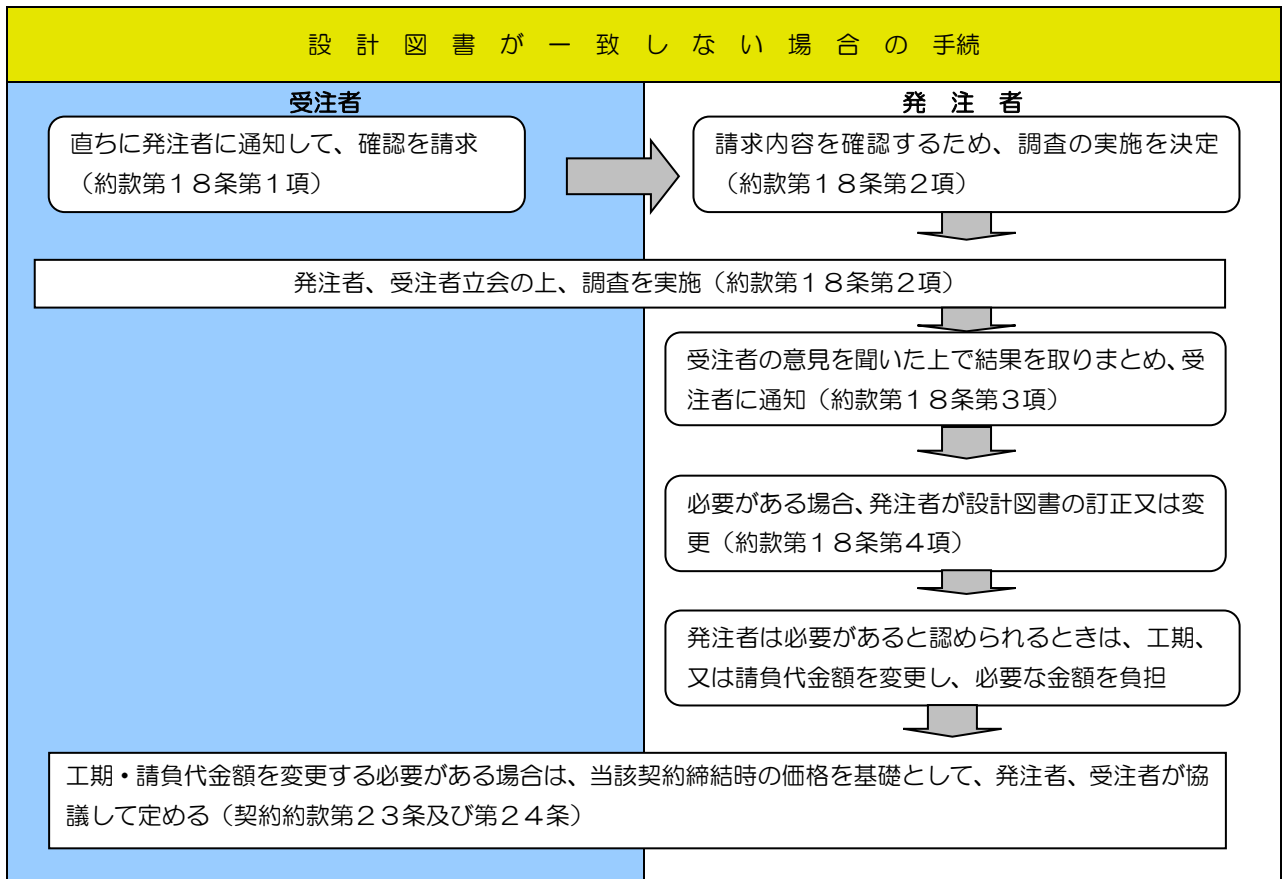 設計図書が一致しない場合の手続
受注者
発注者
直ちに発注者に通知して、確認を請求
（約款第１８条第１項）
請求内容を確認するため、調査の実施を決定
（約款第１８条第２項）
発注者、受注者立会の上、調査を実施（約款第１８条第２項）
受注者の意見を聞いた上で結果を取りまとめ、受
注者に通知（約款第１８条第３項）
必要がある場合、発注者が設計図書の訂正又は変
更（約款第１８条第４項）
発注者は必要があると認められるときは、工期、
又は請負代金額を変更し、必要な金額を負担
工期・請負代金額を変更する必要がある場合は、当該契約締結時の価格を基礎として、発注者、受注者が協
議して定める（契約約款第２３条及び第２４条）